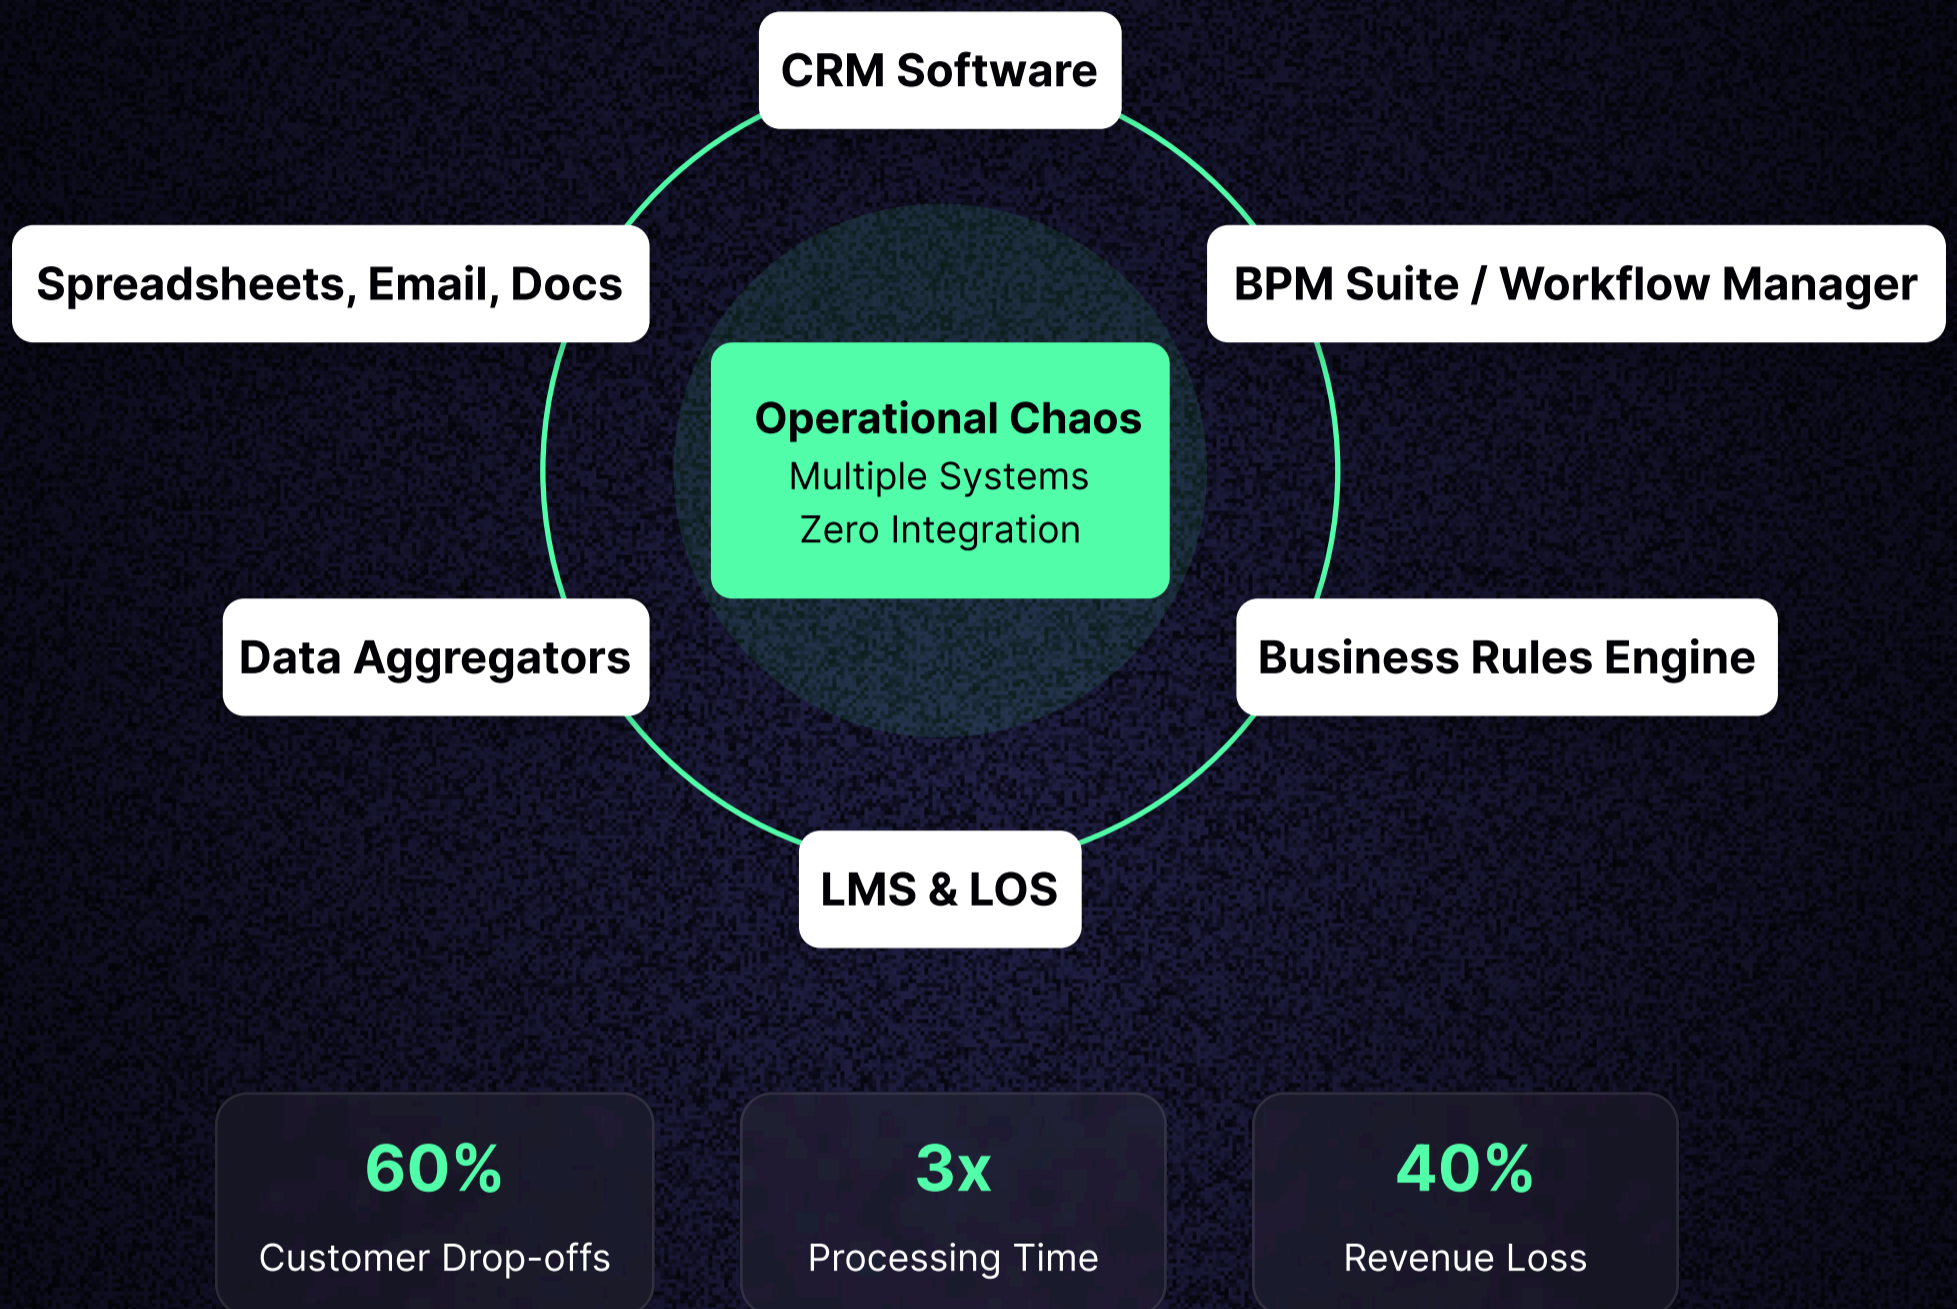 CRM Software
Spreadsheets, Email, Docs
BPM Suite / Workflow Manager
Operational Chaos
Multiple Systems
Zero Integration
Data Aggregators
Business Rules Engine
LMS & LOS
60%
Customer Drop-offs
3x
Processing Time
40%
Revenue Loss